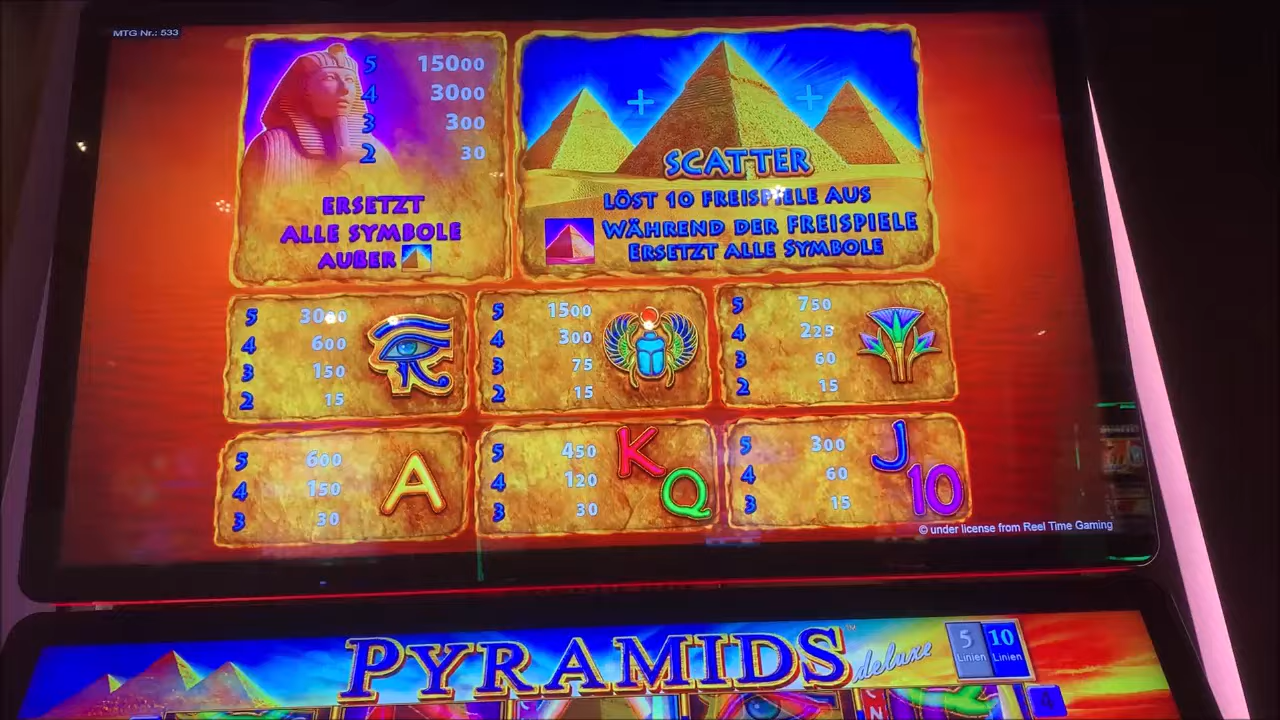 MTG Nr.: 533
5 15000
4 3000
3 300
2 30
ERSETZT
ALLE SYMBOLE
AUßER
+ +
SCATTER
LÖST 10 FREISPIELE AUS
WÄHREND DER FREISPIELE
ERSETZT ALLE SYMBOLE
5 3000
4 600
3 150
2 15
5 1500
4 300
3 75
2 15
5 750
4 225
3 60
2 15
5 600
4 150
3 30
A
5 450
4 120
3 30
K
Q
5 300
4 60
3 15
J
10
© under license from Reel Time Gaming
PYRAMIDS™
deluxe
5 Linien
10 Linien
4
N